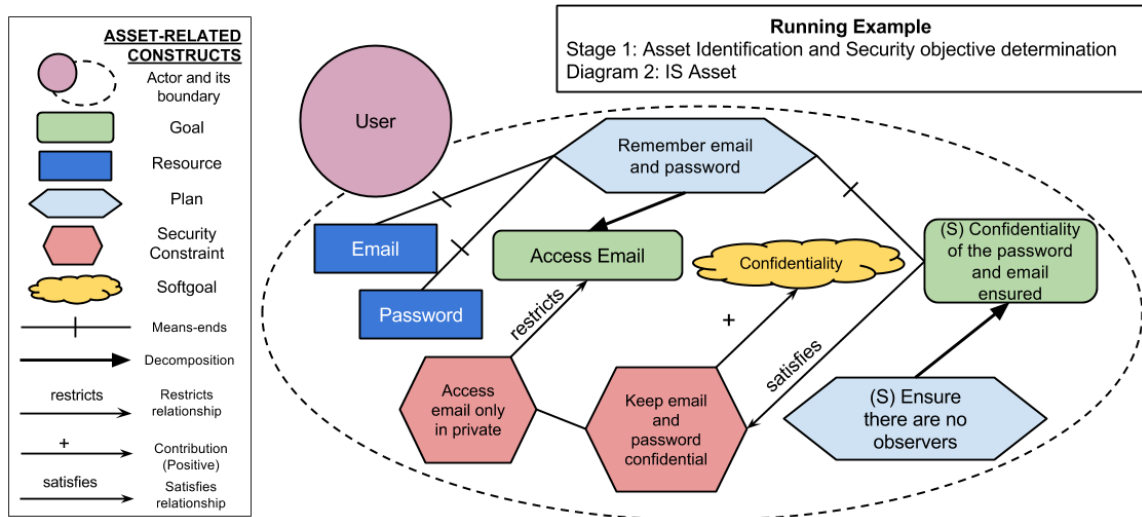 ASSET-RELATED
CONSTRUCTS
Actor and its
boundary
Goal
Resource
Plan
Security
Constraint
Softgoal
Means-ends
Decomposition
restricts
Restricts
relationship
+
Contribution
(Positive)
satisfies
Satisfies
relationship
Running Example
Stage 1: Asset Identification and Security objective determination
Diagram 2: IS Asset
User
Remember email
and password
Email
Password
Access Email
Confidentiality
(S) Confidentiality
of the password
and email
ensured
restricts
+
satisfies
Access
email only
in private
Keep email
and
password
confidential
(S) Ensure
there are no
observers